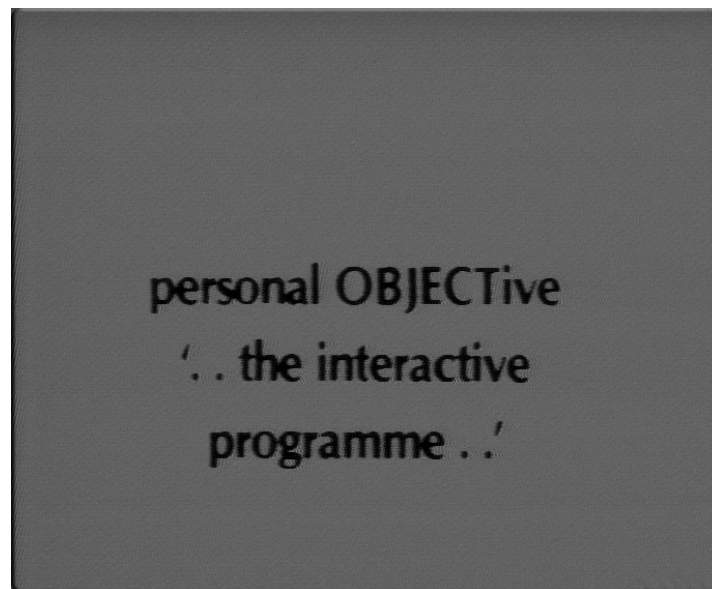 personal OBJECTive
‘. . the interactive
programme . .’